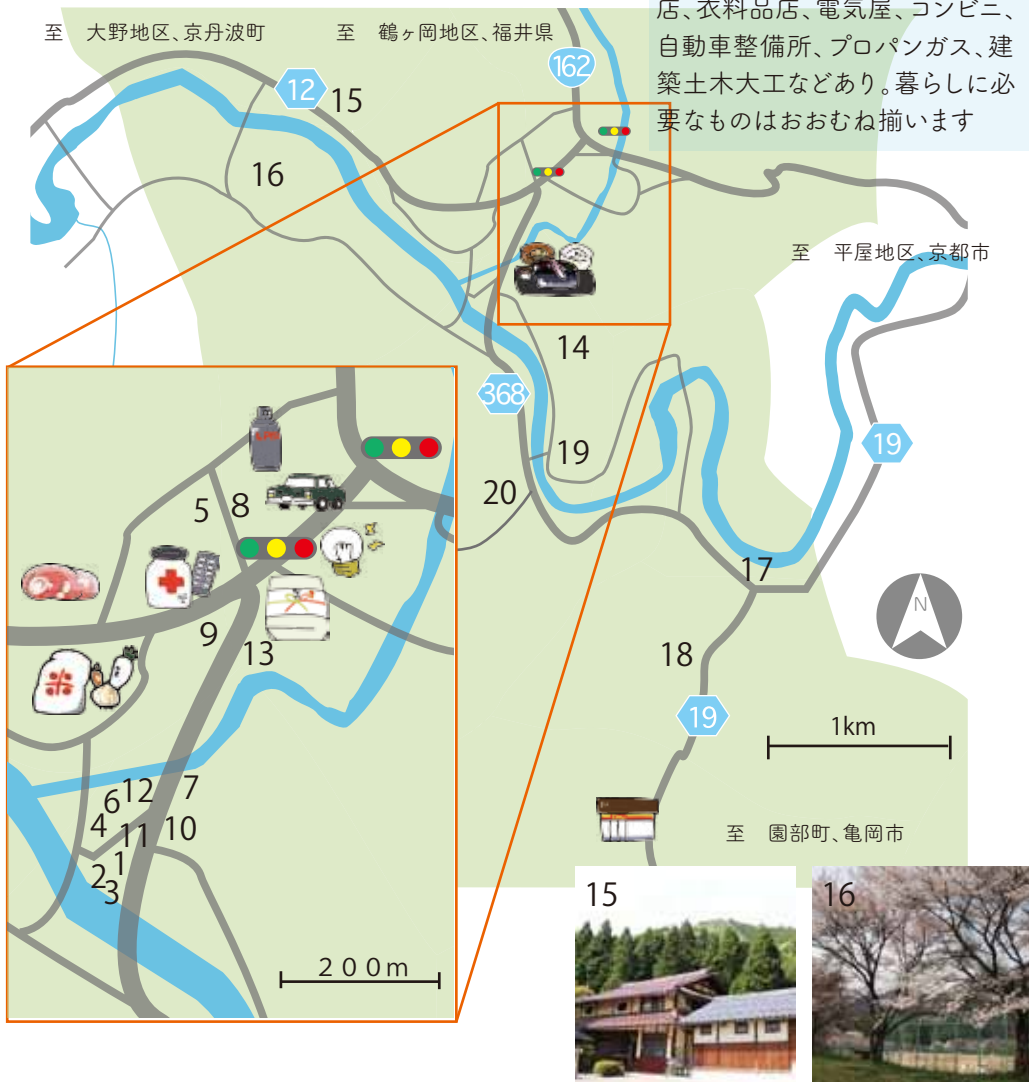 店、衣料品店、電気屋、コンビニ、
自動車整備所、プロパンガス、建
築土木大工などあり。暮らしに必
要なものはおおむね揃います
至　大野地区、京丹波町
至　鶴ヶ岡地区、福井県
162
12
15
16
至　平屋地区、京都市
14
368
19
19
20
17
18
19
N
1km
至　園部町、亀岡市
5
8
9
13
7
12
6
4
11
10
1
2
3
200m
15
16